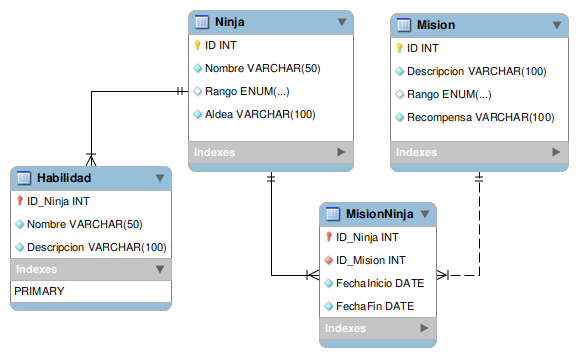 Ninja
ID INT
Nombre VARCHAR(50)
Rango ENUM(...)
Aldea VARCHAR(100)
Indexes
Mision
ID INT
Descripcion VARCHAR(100)
Rango ENUM(...)
Recompensa VARCHAR(100)
Indexes
Habilidad
ID_Ninja INT
Nombre VARCHAR(50)
Descripcion VARCHAR(100)
Indexes
PRIMARY
MisionNinja
ID_Ninja INT
ID_Mision INT
FechaInicio DATE
FechaFin DATE
Indexes